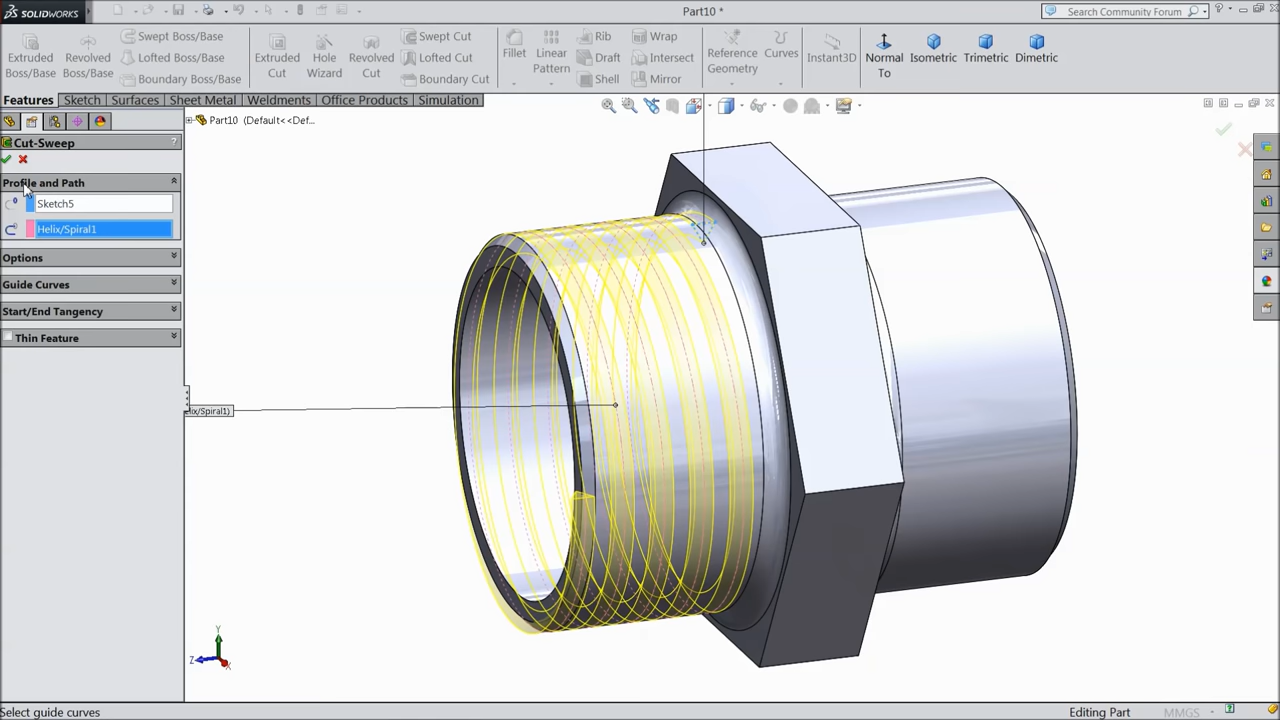 SOLIDWORKS
Part10 *
Search Community Forum
Extruded Boss/Base
Revolved Boss/Base
Swept Boss/Base
Lofted Boss/Base
Boundary Boss/Base
Extruded Cut
Hole Wizard
Revolved Cut
Swept Cut
Lofted Cut
Boundary Cut
Fillet
Linear Pattern
Rib
Draft
Shell
Wrap
Intersect
Mirror
Reference Geometry
Curves
Instant3D
Normal To
Isometric
Trimetric
Dimetric
Features
Sketch
Surfaces
Sheet Metal
Weldments
Office Products
Simulation
Part10 (Default<<Def...
Cut-Sweep
?
Profile and Path
Sketch5
Helix/Spiral1
Options
Guide Curves
Start/End Tangency
Thin Feature
lix/Spiral1)
Y
Z
X
Select guide curves
Editing Part
MMGS